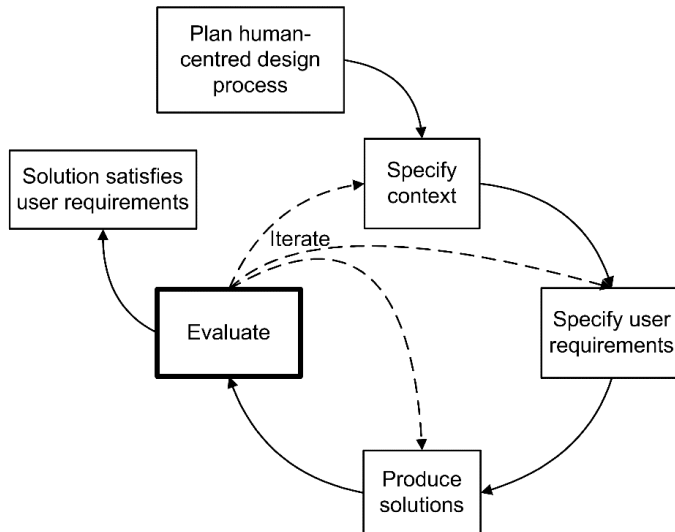 Plan human-
centred design
process
Solution satisfies
user requirements
Specify
context
Iterate
Evaluate
Specify user
requirements
Produce
solutions